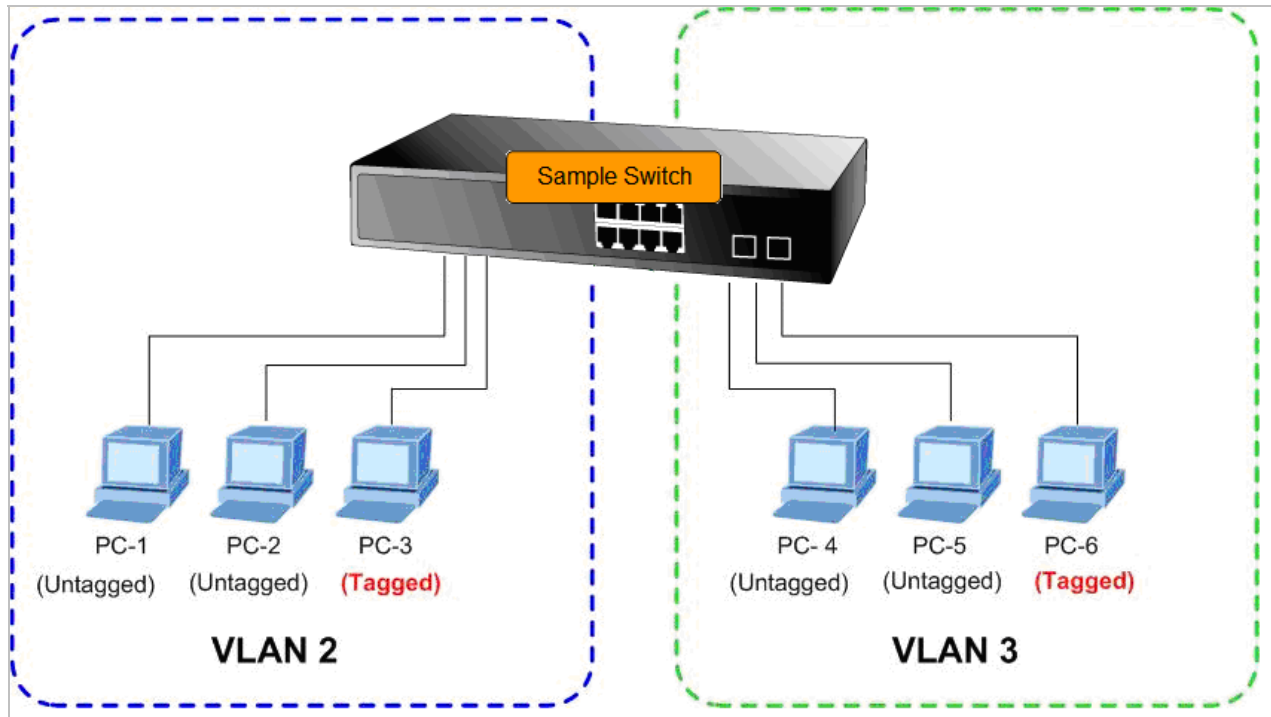 Sample Switch
PC-1 PC-2 PC-3 PC- 4 PC-5 PC-6
(Untagged) (Untagged) (Tagged) (Untagged) (Untagged) (Tagged)
VLAN 2 VLAN 3